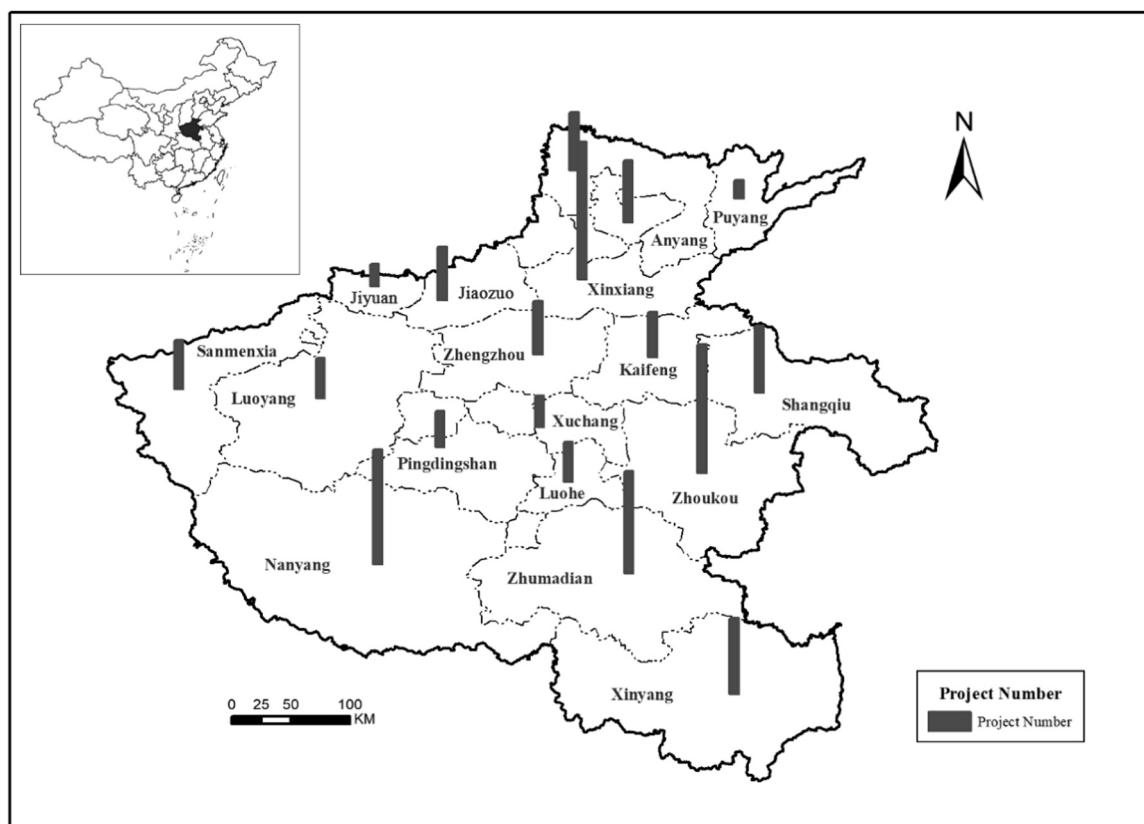 N
Puyang
Anyang
Xinxiang
Jiyuan
Jiaozuo
Sanmenxia
Zhengzhou
Kaifeng
Luoyang
Shangqiu
Xuchang
Pingdingshan
Luohe
Zhoukou
Nanyang
Zhumadian
Xinyang
0 25 50 100
KM
Project Number
Project Number